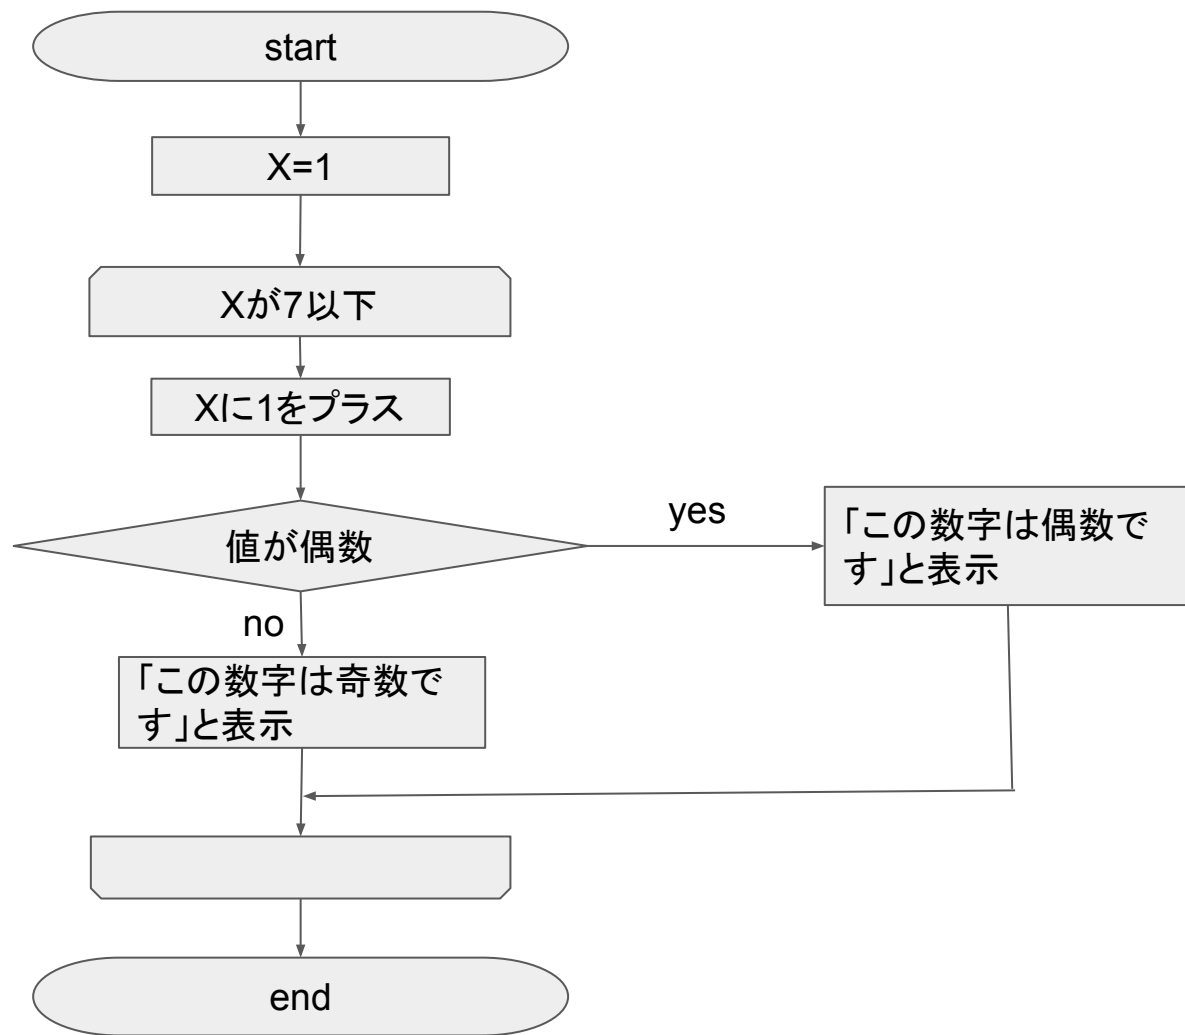 start
X=1
Xが7以下
Xに1をプラス
値が偶数
yes
「この数字は偶数で
す」と表示
no
「この数字は奇数で
す」と表示
end